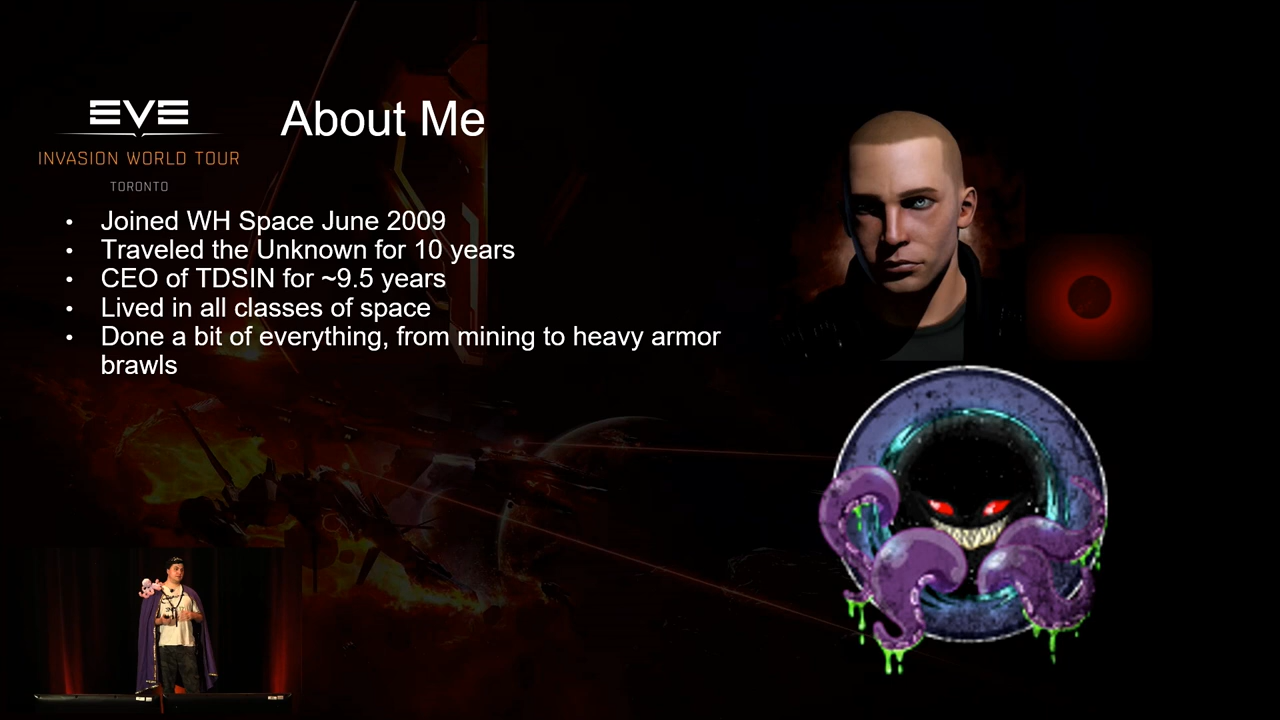 EVE
INVASION WORLD TOUR
TORONTO
About Me
• Joined WH Space June 2009
• Traveled the Unknown for 10 years
• CEO of TDSIN for ~9.5 years
• Lived in all classes of space
• Done a bit of everything, from mining to heavy armor
brawls